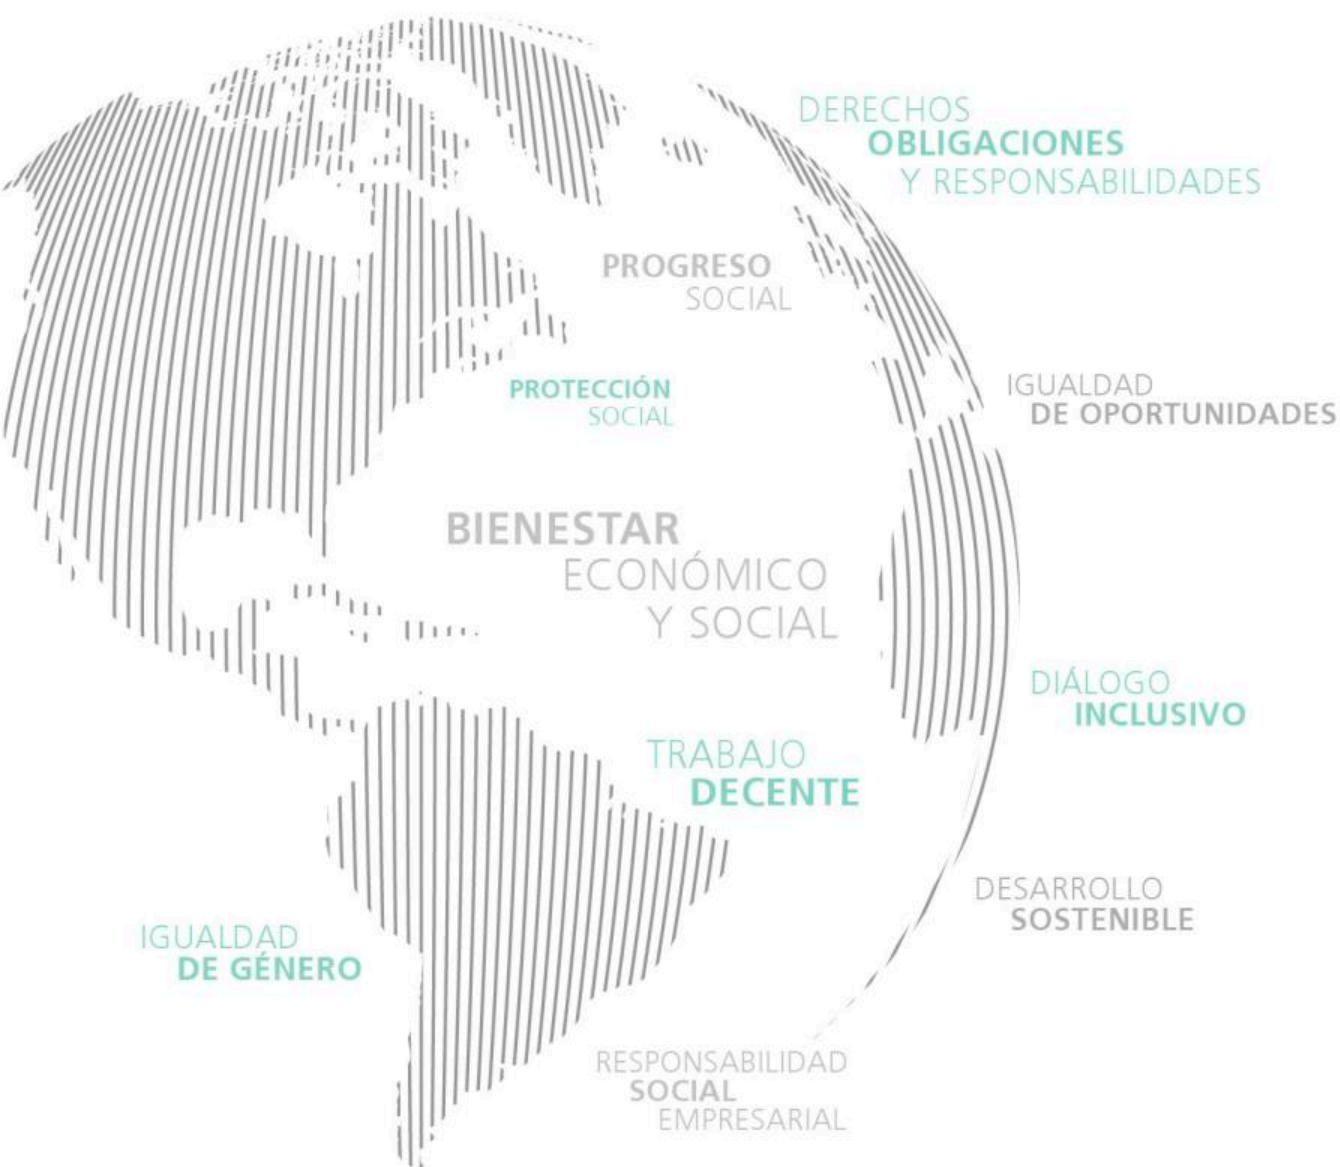 DERECHOS
OBLIGACIONES
Y RESPONSABILIDADES
PROGRESO
SOCIAL
PROTECCIÓN
SOCIAL
IGUALDAD
DE OPORTUNIDADES
BIENESTAR
ECONÓMICO
Y SOCIAL
DIÁLOGO
INCLUSIVO
TRABAJO
DECENTE
DESARROLLO
SOSTENIBLE
IGUALDAD
DE GÉNERO
RESPONSABILIDAD
SOCIAL
EMPRESARIAL